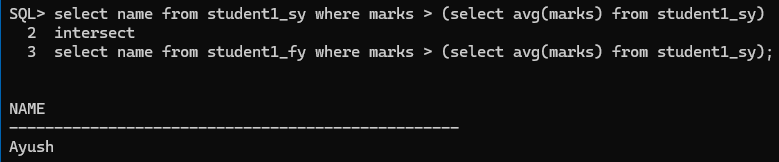 SQL> select name from student1_sy where marks > (select avg(marks) from student1_sy)
2 intersect
3 select name from student1_fy where marks > (select avg(marks) from student1_sy);
NAME
--------------------------------------------------
Ayush